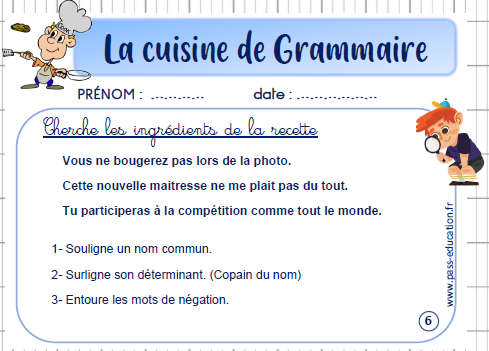 La cuisine de Grammaire
PRÉNOM : ............ date : ..................
Cherche les ingrédients de la recette
Vous ne bougerez pas lors de la photo.
Cette nouvelle maitresse ne me plait pas du tout.
Tu participeras à la compétition comme tout le monde.
1- Souligne un nom commun.
2- Surligne son déterminant. (Copain du nom)
3- Entoure les mots de négation.
www.pass-education.fr
6